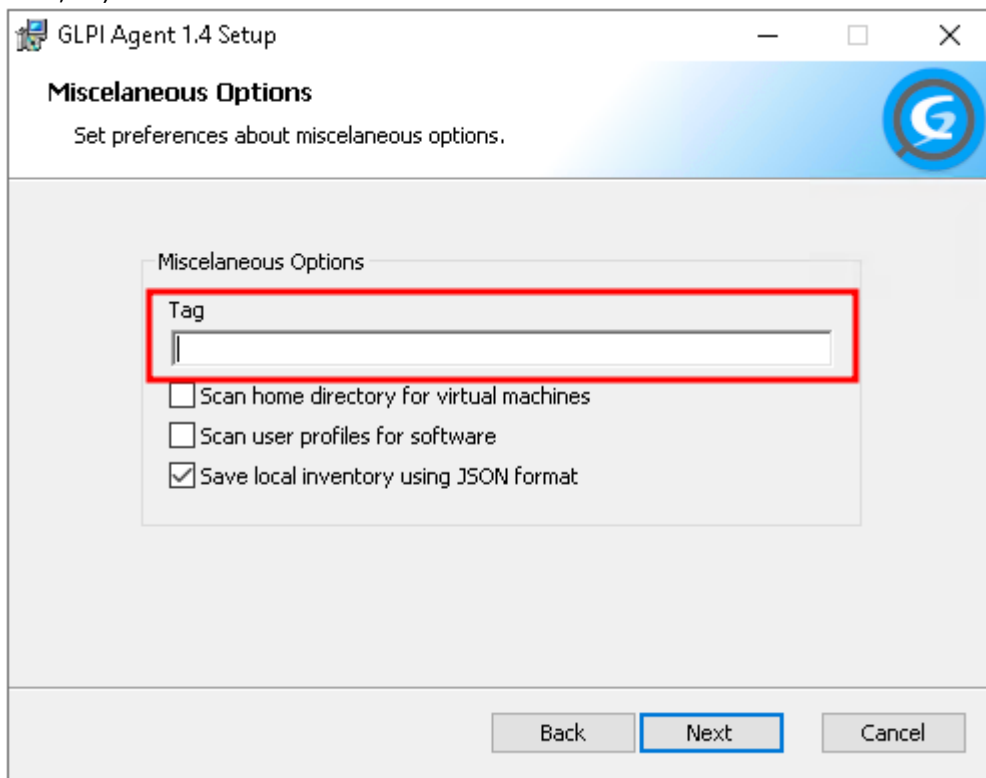 GLPI Agent 1.4 Setup
Miscelaneous Options
Set preferences about miscelaneous options.
Miscelaneous Options
Tag
Scan home directory for virtual machines
Scan user profiles for software
Save local inventory using JSON format
Back Next Cancel